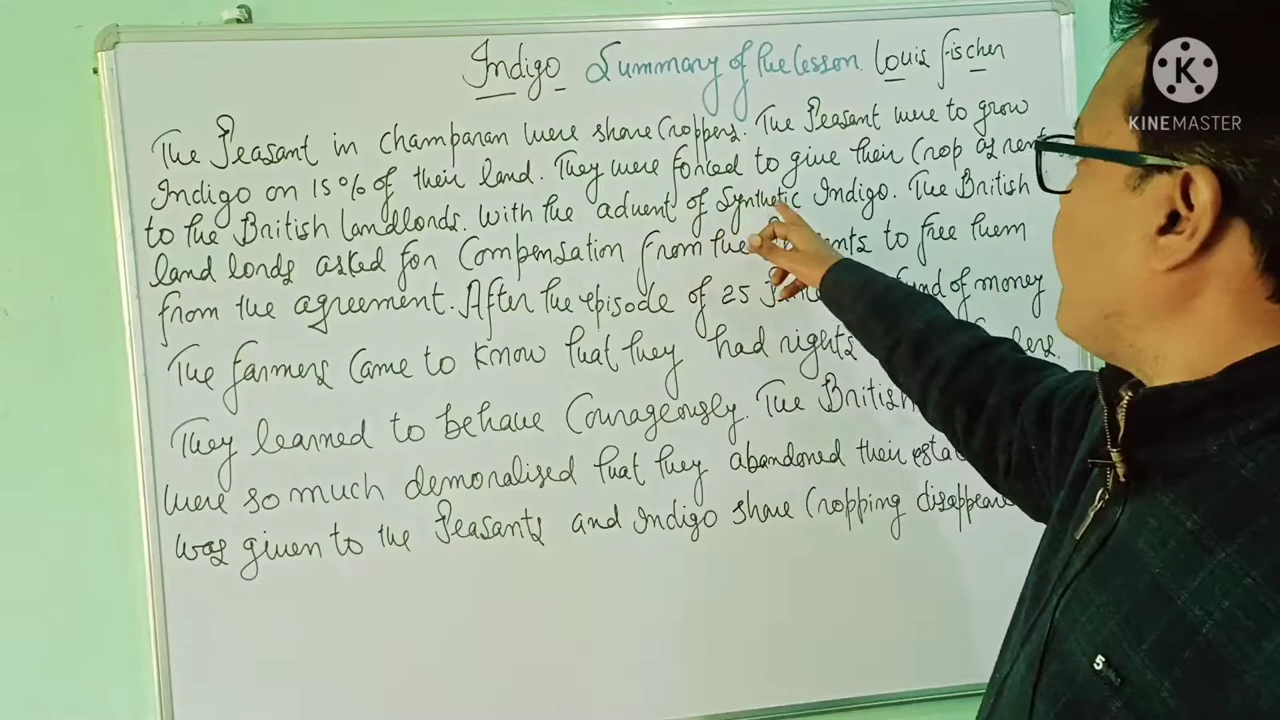 Indigo Summary of the lesson. Louis Fischer
KINEMASTER
The Peasant in Champaran were share Croppers. The Peasant were to grow
Indigo on 15% of their land. They were forced to give their Crop as rent
to the British landlords. With the advent of Synthetic Indigo. The British
land lords asked for Compensation from the to free them
from the agreement. After the episode of 25 of money
The farmers Came to know that they had rights
They learned to behave Courageously. The British
were so much demoralised that they abandoned their
was given to the Peasants and Indigo share Cropping
5